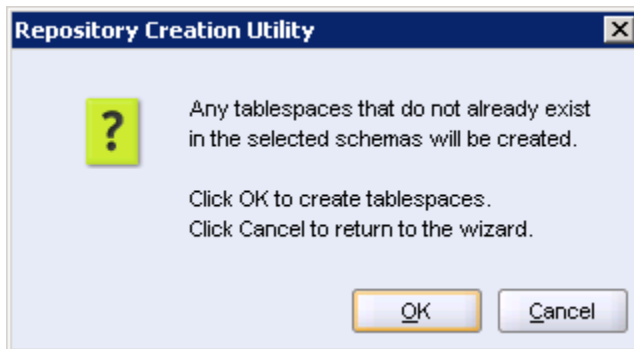 Repository Creation Utility
?
Any tablespaces that do not already exist
in the selected schemas will be created.
Click OK to create tablespaces.
Click Cancel to return to the wizard.
OK
Cancel